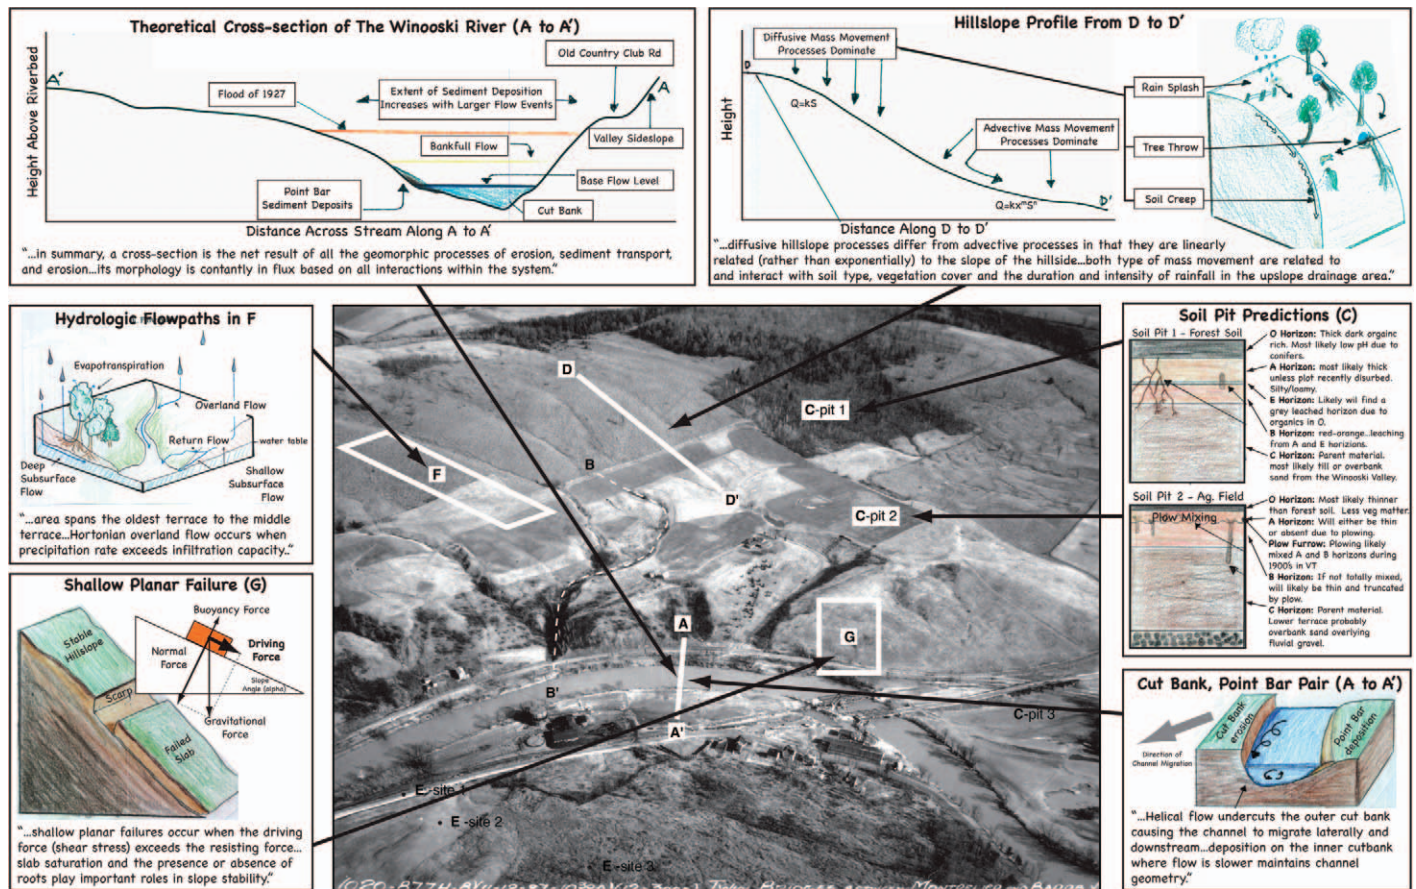 Theoretical Cross-section of The Winooski River (A to A')
Height Above Riverbed
A'
Flood of 1927
Extent of Sediment Deposition
Increases with Larger Flow Events
Old Country Club Rd
A
Bankfull Flow
Valley Sideslope
Base Flow Level
Point Bar
Sediment Deposits
Cut Bank
Distance Across Stream Along A to A'
"...in summary, a cross-section is the net result of all the geomorphic processes of erosion, sediment transport,
and erosion...its morphology is contantly in flux based on all interactions within the system."
Hillslope Profile From D to D'
Height
D
Diffusive Mass Movement
Processes Dominate
Q=kS
Advective Mass Movement
Processes Dominate
Q=kxᵐSⁿ
D'
Rain Splash
Tree Throw
Soil Creep
Distance Along D to D'
"...diffusive hillslope processes differ from advective processes in that they are linearly
related (rather than exponentially) to the slope of the hillside...both type of mass movement are related to
and interact with soil type, vegetation cover and the duration and intensity of rainfall in the upslope drainage area."
Hydrologic Flowpaths in F
Evapotranspiration
Overland Flow
Return Flow
water table
Deep
Subsurface
Flow
Shallow
Subsurface
Flow
"...area spans the oldest terrace to the middle
terrace...Hortonian overland flow occurs when
precipitation rate exceeds infiltration capacity."
Shallow Planar Failure (G)
Buoyancy Force
Stable
Hillslope
Normal
Force
Driving
Force
Slope
Angle (alpha)
Scarp
Gravitational
Force
Failed
Slab
"...shallow planar failures occur when the driving
force (shear stress) exceeds the resisting force...
slab saturation and the presence or absence of
roots play important roles in slope stability."
D
C-pit 1
F
B
D'
C-pit 2
A
G
B'
A'
C-pit 3
E -site 1
E -site 2
E -site 3
Soil Pit Predictions (C)
Soil Pit 1 - Forest Soil
O Horizon: Thick dark organc
rich. Most likely low pH due to
conifers.
A Horizon: most likely thick
unless plot recently disurbed.
Silty/loamy.
E Horizon: Likely wil find a
grey leached horizon due to
organics in O.
B Horizon: red-orange...leaching
from A and E horizions.
C Horizon: Parent material.
most likely till or overbank
sand from the Winooski Valley.
Soil Pit 2 - Ag. Field
Plow Mixing
O Horizon: Most likely thinner
than forest soil. Less veg matter.
A Horizon: Will either be thin
or absent due to plowing.
Plow Furrow: Plowing likely
mixed A and B horizons during
1900's in VT
B Horizon: If not totally mixed,
will likely be thin and truncated
by plow.
C Horizon: Parent material.
Lower terrace probably
overbank sand overlying
fluvial gravel.
Cut Bank, Point Bar Pair (A to A')
Cut Bank
erosion
Point Bar
deposition
Direction of
Channel Migration
"...Helical flow undercuts the outer cut bank
causing the channel to migrate laterally and
downstream...deposition on the inner cutbank
where flow is slower maintains channel
geometry."